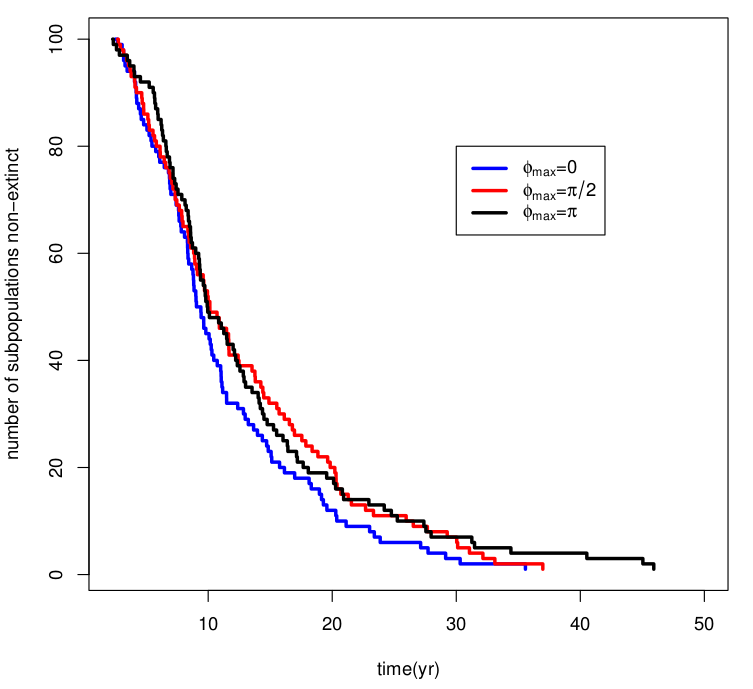 number of subpopulations non−extinct
100
80
60
40
20
0
ϕmax=0
ϕmax=π/2
ϕmax=π
10 20 30 40 50
time(yr)